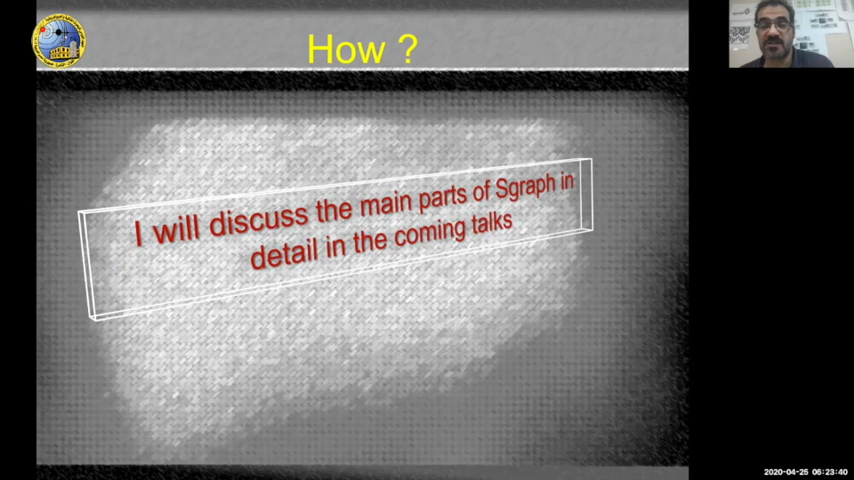 How ?
I will discuss the main parts of Sgraph in
detail in the coming talks
2020-04-25 06:23:40